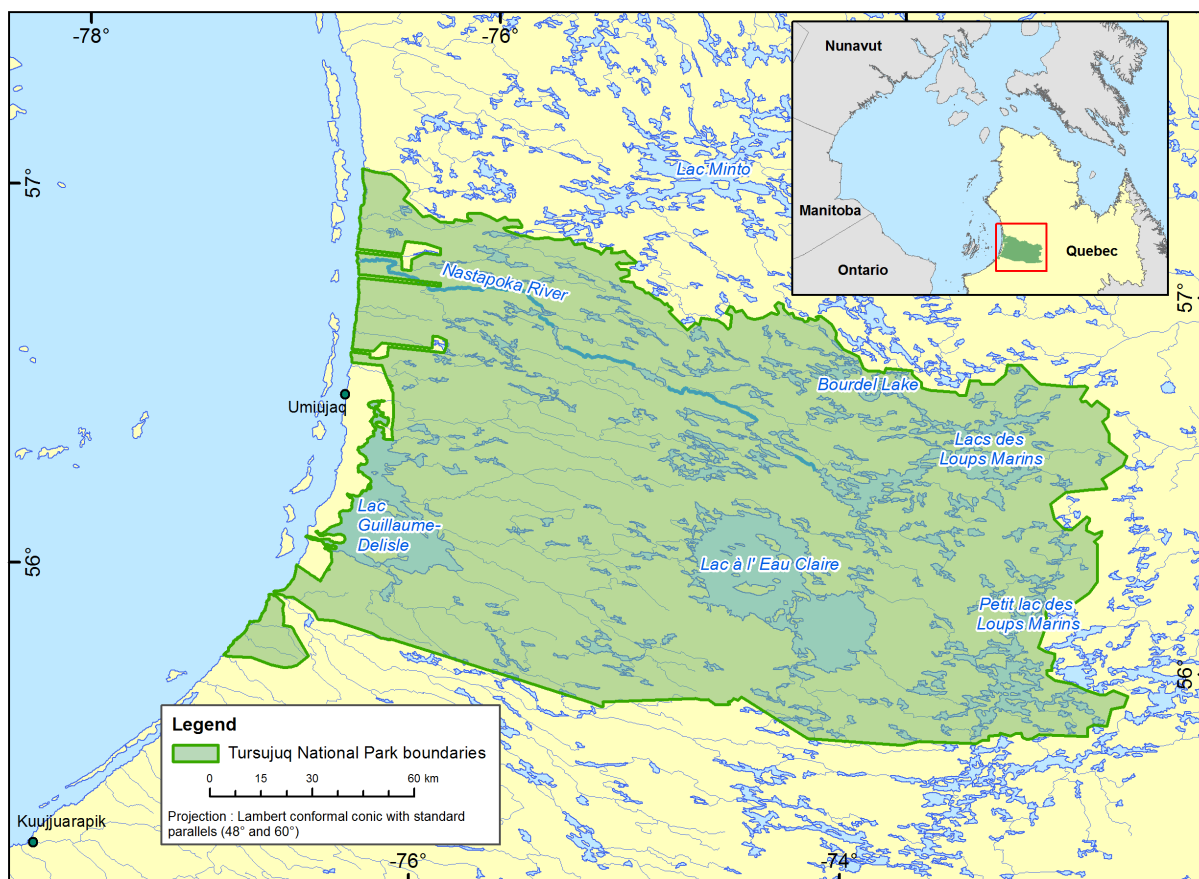 -78°
-76°
Nunavut
Manitoba
Ontario
Quebec
57°
Lac Minto
57°
Nastapoka River
Bourdel Lake
Umiujaq
Lacs des
Loups Marins
Lac
Guillaume-
Delisle
56°
Lac à l' Eau Claire
Petit lac des
Loups Marins
56°
Legend
Tursujuq National Park boundaries
0 15 30 60 km
Projection : Lambert conformal conic with standard
parallels (48° and 60°)
Kuujjuarapik
-76°
-74°